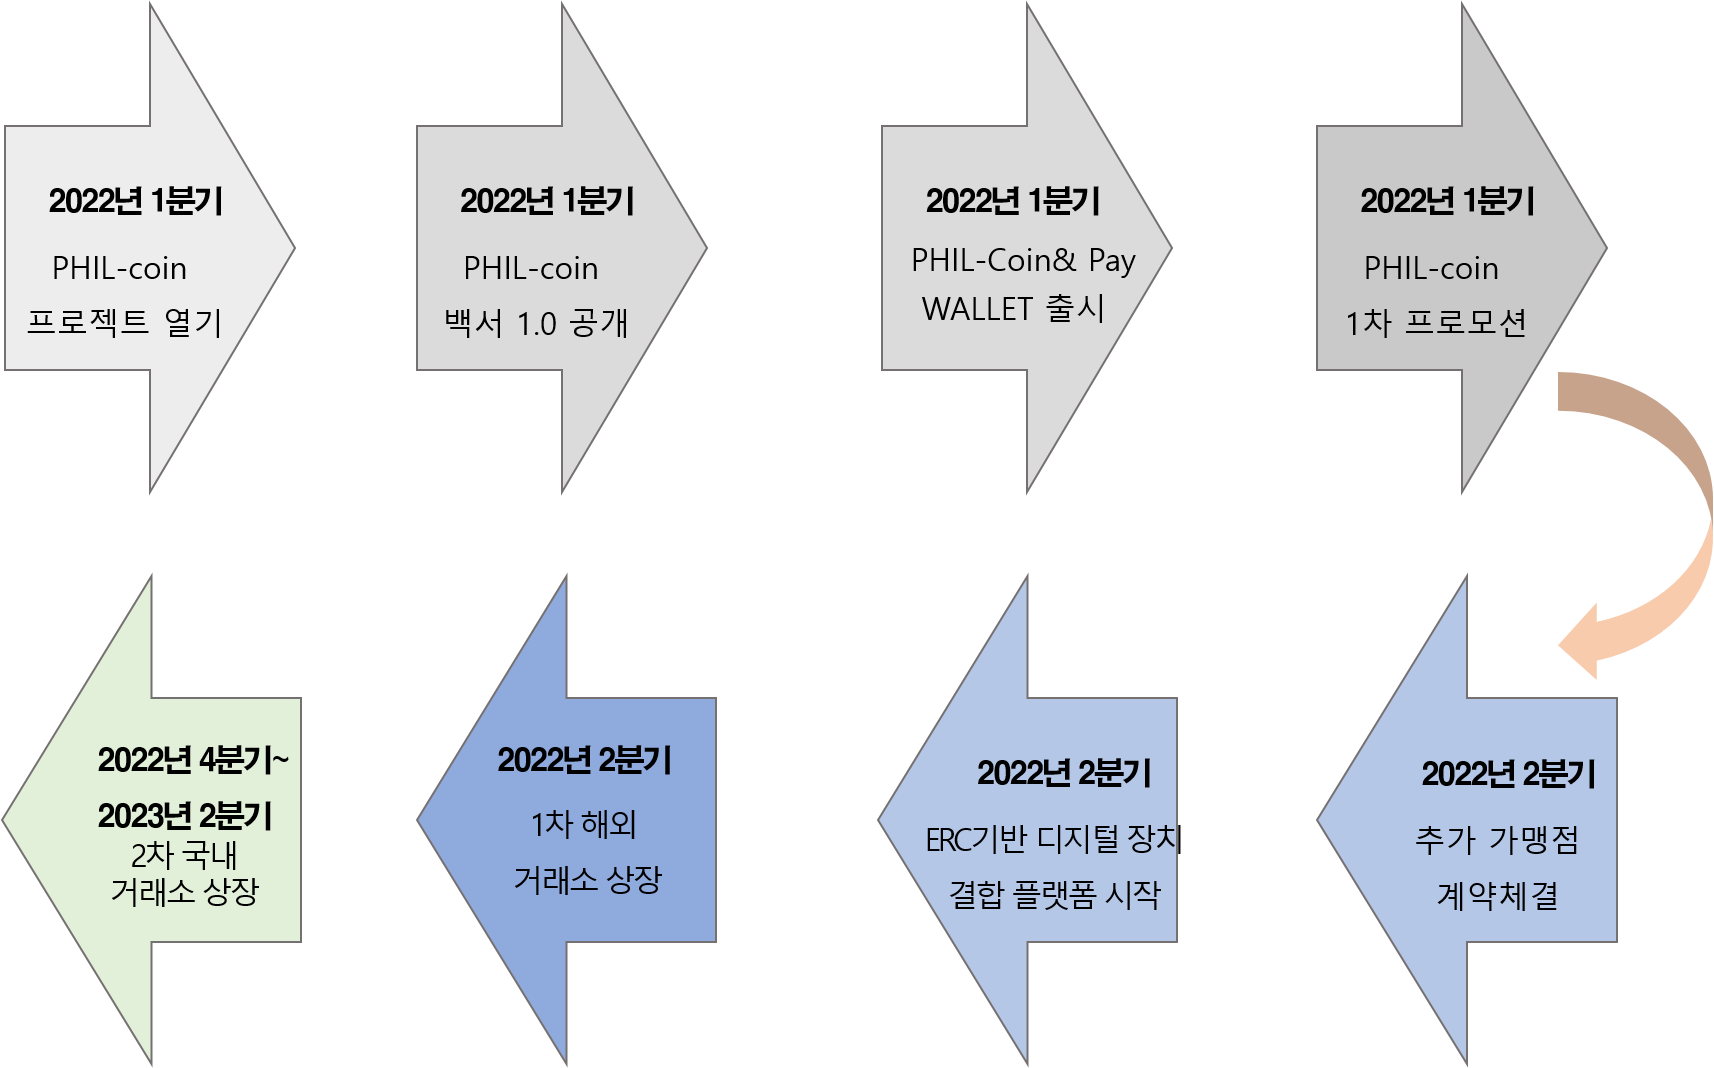 2022년 1분기
PHIL-coin
프로젝트 열기
2022년 1분기
PHIL-coin
백서 1.0 공개
2022년 1분기
PHIL-Coin& Pay
WALLET 출시
2022년 1분기
PHIL-coin
1차 프로모션
2022년 2분기
추가 가맹점
계약체결
2022년 2분기
ERC기반 디지털 장치
결합 플랫폼 시작
2022년 2분기
1차 해외
거래소 상장
2022년 4분기~
2023년 2분기
2차 국내
거래소 상장